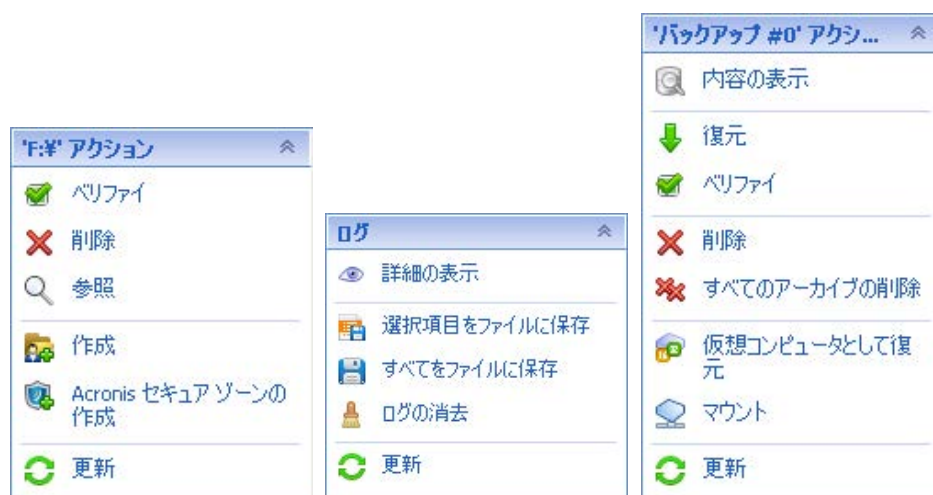 'F:¥' アクション
ベリファイ
削除
参照
作成
Acronis セキュア ゾーンの
作成
更新
ログ
詳細の表示
選択項目をファイルに保存
すべてをファイルに保存
ログの消去
更新
'バックアップ #0' アクシ...
内容の表示
復元
ベリファイ
削除
すべてのアーカイブの削除
仮想コンピュータとして復
元
マウント
更新